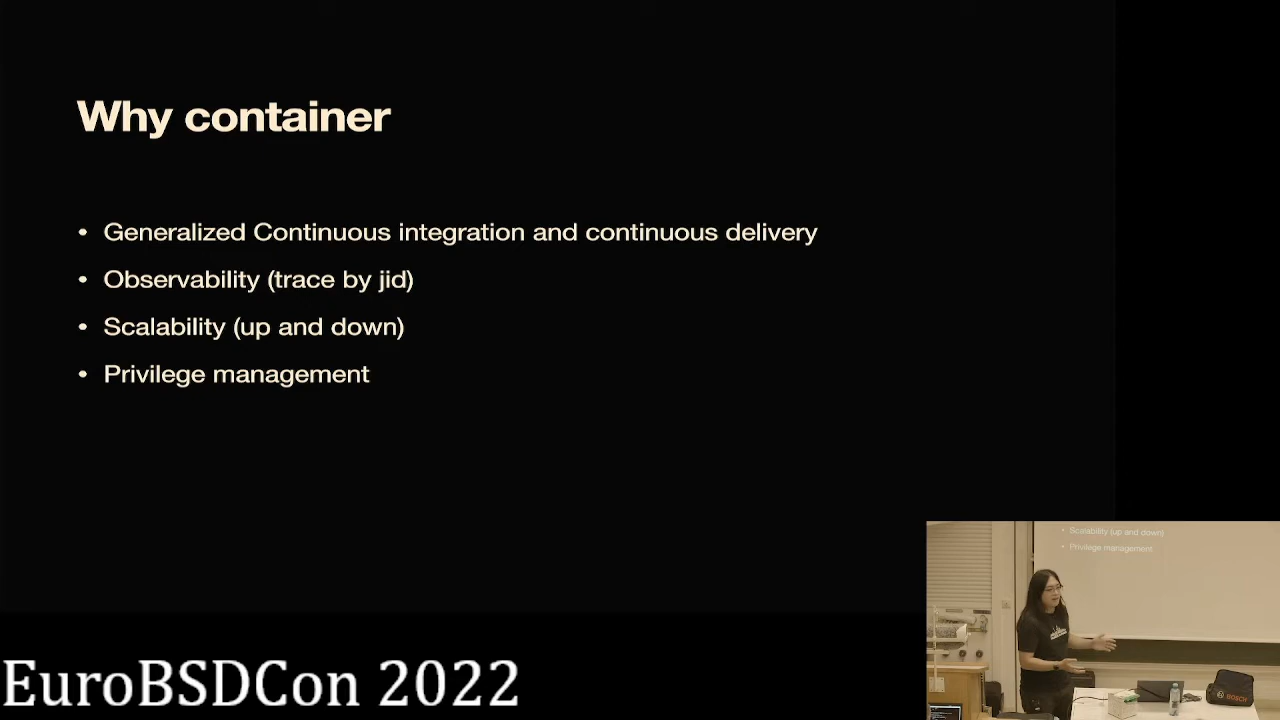 Why container
• Generalized Continuous integration and continuous delivery
• Observability (trace by jid)
• Scalability (up and down)
• Privilege management
• Scalability (up and down)
• Privilege management
BOSCH
EuroBSDCon 2022